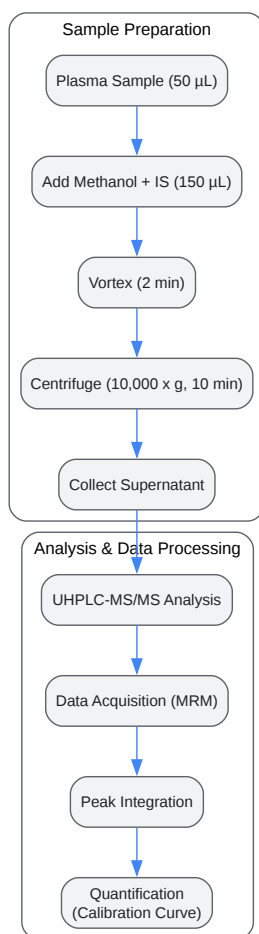 Sample Preparation
Plasma Sample (50 µL)
Add Methanol + IS (150 µL)
Vortex (2 min)
Centrifuge (10,000 x g, 10 min)
Collect Supernatant
Analysis & Data Processing
UHPLC-MS/MS Analysis
Data Acquisition (MRM)
Peak Integration
Quantification
(Calibration Curve)